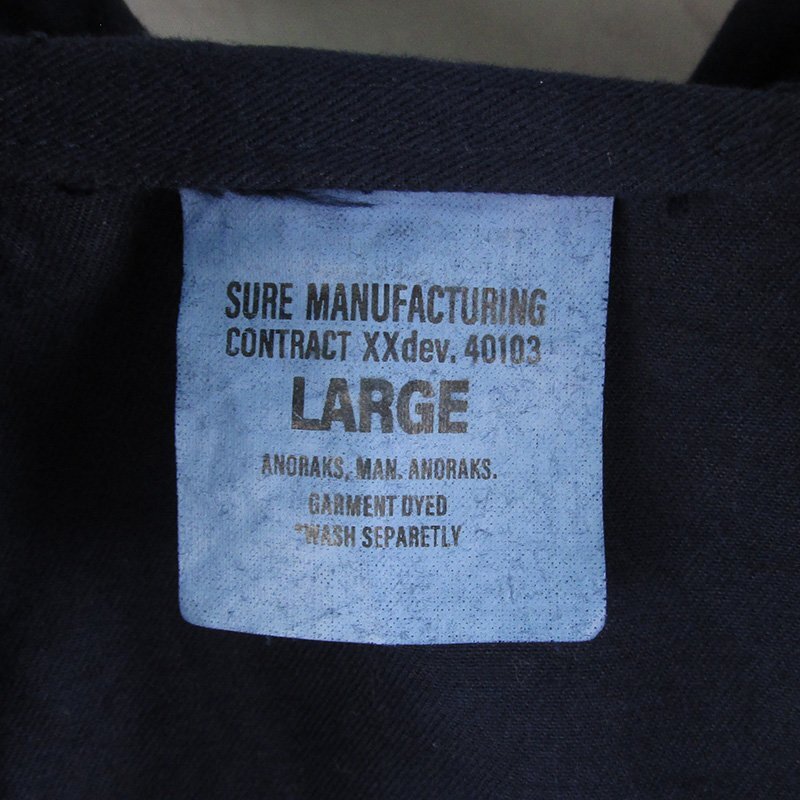 SURE MANUFACTURING
CONTRACT XXdev. 40103
LARGE
ANORAKS, MAN. ANORAKS.
GARMENT DYED
*WASH SEPARETLY